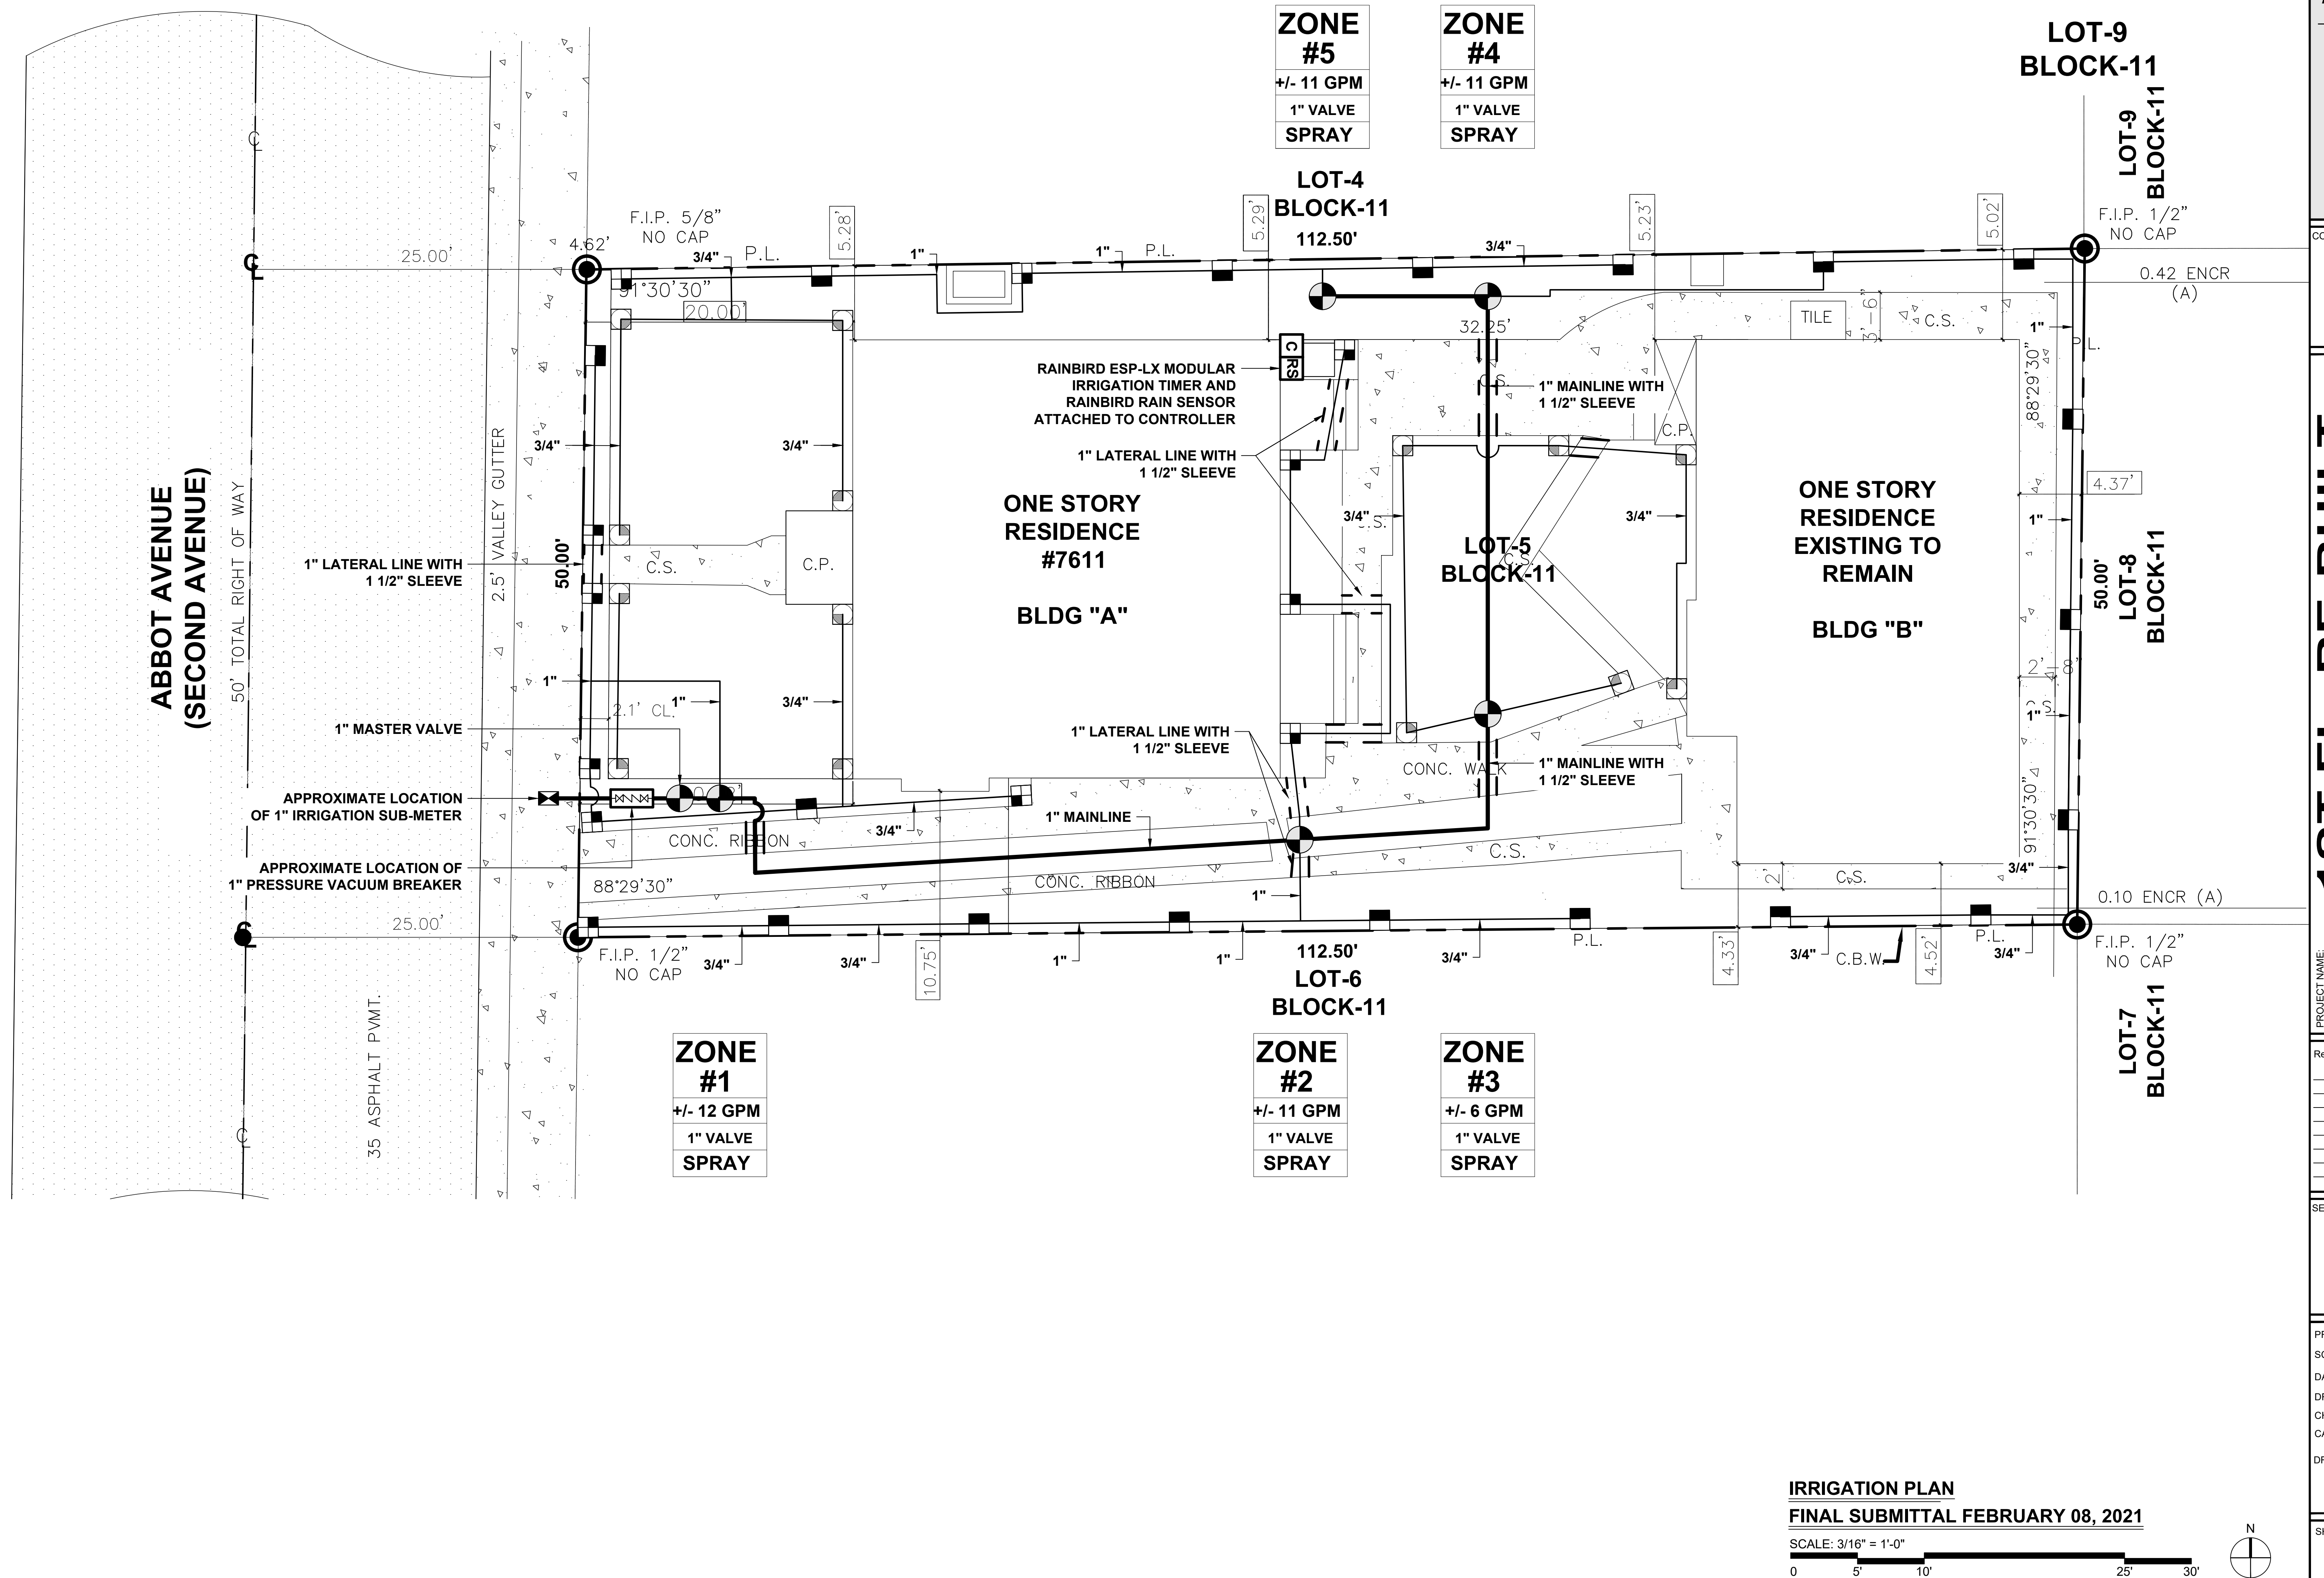 ZONE
#5
+/- 11 GPM
1" VALVE
SPRAY
ZONE
#4
+/- 11 GPM
1" VALVE
SPRAY
LOT-9
BLOCK-11
LOT-9
BLOCK-11
LOT-4
BLOCK-11
112.50'
F.I.P. 5/8"
NO CAP
4.62'
25.00'
5.28'
5.29'
5.23'
5.02'
F.I.P. 1/2"
NO CAP
0.42 ENCR
(A)
3/4"
P.L.
1"
1"
P.L.
3/4"
91°30'30"
20.00'
32.25'
TILE
3'-6"
C.S.
1"
P.L.
88°29'30"
RAINBIRD ESP-LX MODULAR
IRRIGATION TIMER AND
RAINBIRD RAIN SENSOR
ATTACHED TO CONTROLLER
C
RS
C.S.
1" MAINLINE WITH
1 1/2" SLEEVE
C.P.
3/4"
3/4"
1" LATERAL LINE WITH
1 1/2" SLEEVE
ABBOT AVENUE
(SECOND AVENUE)
50' TOTAL RIGHT OF WAY
2.5' VALLEY GUTTER
35 ASPHALT PVMT.
ONE STORY
RESIDENCE
#7611
BLDG "A"
3/4"
C.S.
3/4"
LOT-5
BLOCK-11
C.S.
ONE STORY
RESIDENCE
EXISTING TO
REMAIN
BLDG "B"
4.37'
1"
50.00'
LOT-8
BLOCK-11
1" LATERAL LINE WITH
1 1/2" SLEEVE
50.00'
C.S.
C.P.
2'-8"
C.S.
1"
1"
2.1' CL.
1"
3/4"
1" MASTER VALVE
1" LATERAL LINE WITH
1 1/2" SLEEVE
CONC. WALK
1" MAINLINE WITH
1 1/2" SLEEVE
APPROXIMATE LOCATION
OF 1" IRRIGATION SUB-METER
91°30'30"
1" MAINLINE
3/4"
CONC. RIBBON
C.S.
APPROXIMATE LOCATION OF
1" PRESSURE VACUUM BREAKER
88°29'30"
CONC. RIBBON
1"
2'
C.S.
3/4"
0.10 ENCR (A)
25.00'
F.I.P. 1/2"
NO CAP
3/4"
3/4"
10.75'
1"
1"
112.50'
3/4"
P.L.
4.33'
3/4"
C.B.W.
4.52'
P.L.
3/4"
F.I.P. 1/2"
NO CAP
LOT-6
BLOCK-11
LOT-7
BLOCK-11
ZONE
#1
+/- 12 GPM
1" VALVE
SPRAY
ZONE
#2
+/- 11 GPM
1" VALVE
SPRAY
ZONE
#3
+/- 6 GPM
1" VALVE
SPRAY
PROJECT NAME:
IRRIGATION PLAN
FINAL SUBMITTAL FEBRUARY 08, 2021
SCALE: 3/16" = 1'-0"
0 5' 10' 25' 30'
N